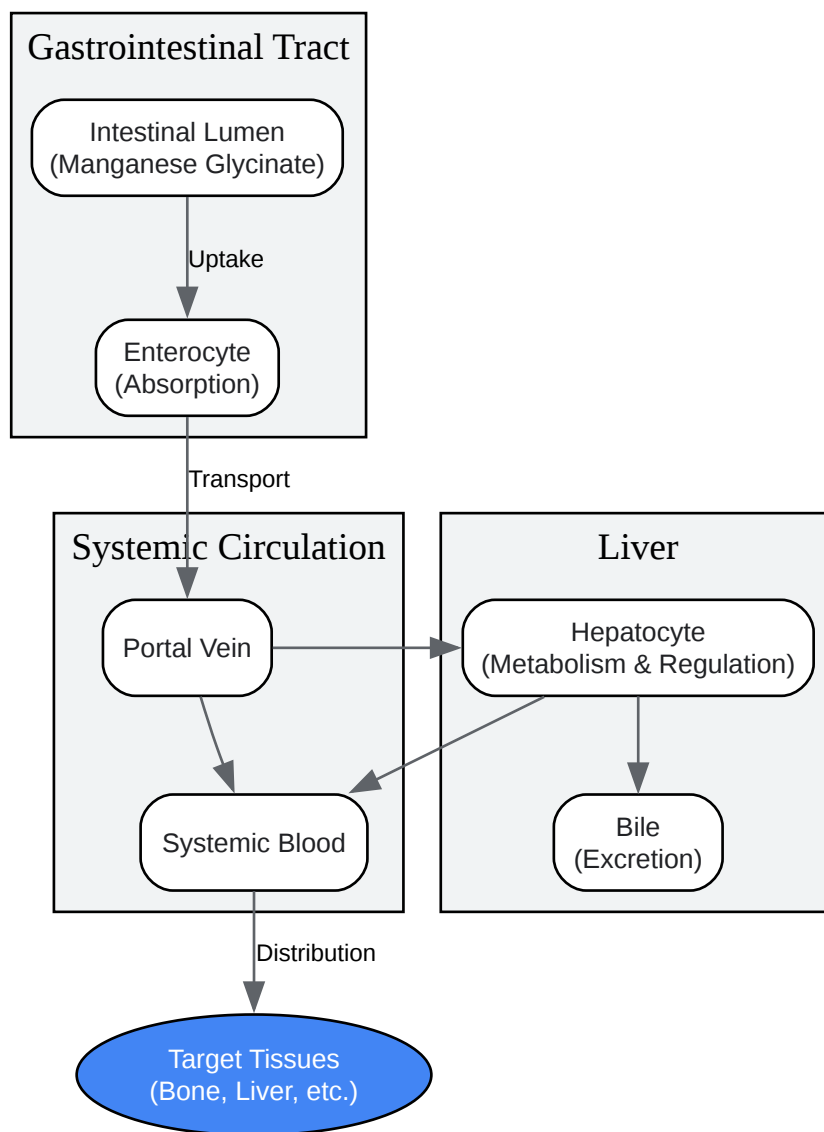 Gastrointestinal Tract
Intestinal Lumen
(Manganese Glycinate)
Uptake
Enterocyte
(Absorption)
Transport
Systemic Circulation
Liver
Portal Vein
Hepatocyte
(Metabolism & Regulation)
Systemic Blood
Bile
(Excretion)
Distribution
Target Tissues
(Bone, Liver, etc.)